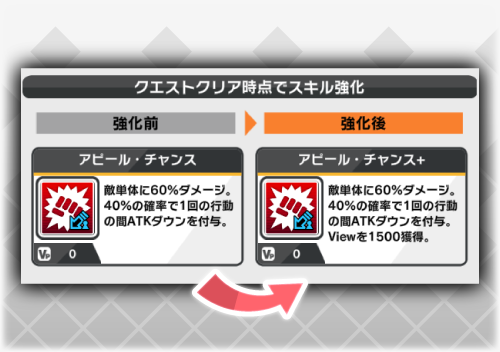 クエストクリア時点でスキル強化
強化前
強化後
アピール・チャンス
敵単体に60%ダメージ。
40%の確率で1回の行動
の間ATKダウンを付与。
VP 0
アピール・チャンス+
敵単体に60%ダメージ。
40%の確率で1回の行動
の間ATKダウンを付与。
Viewを1500獲得。
VP 0